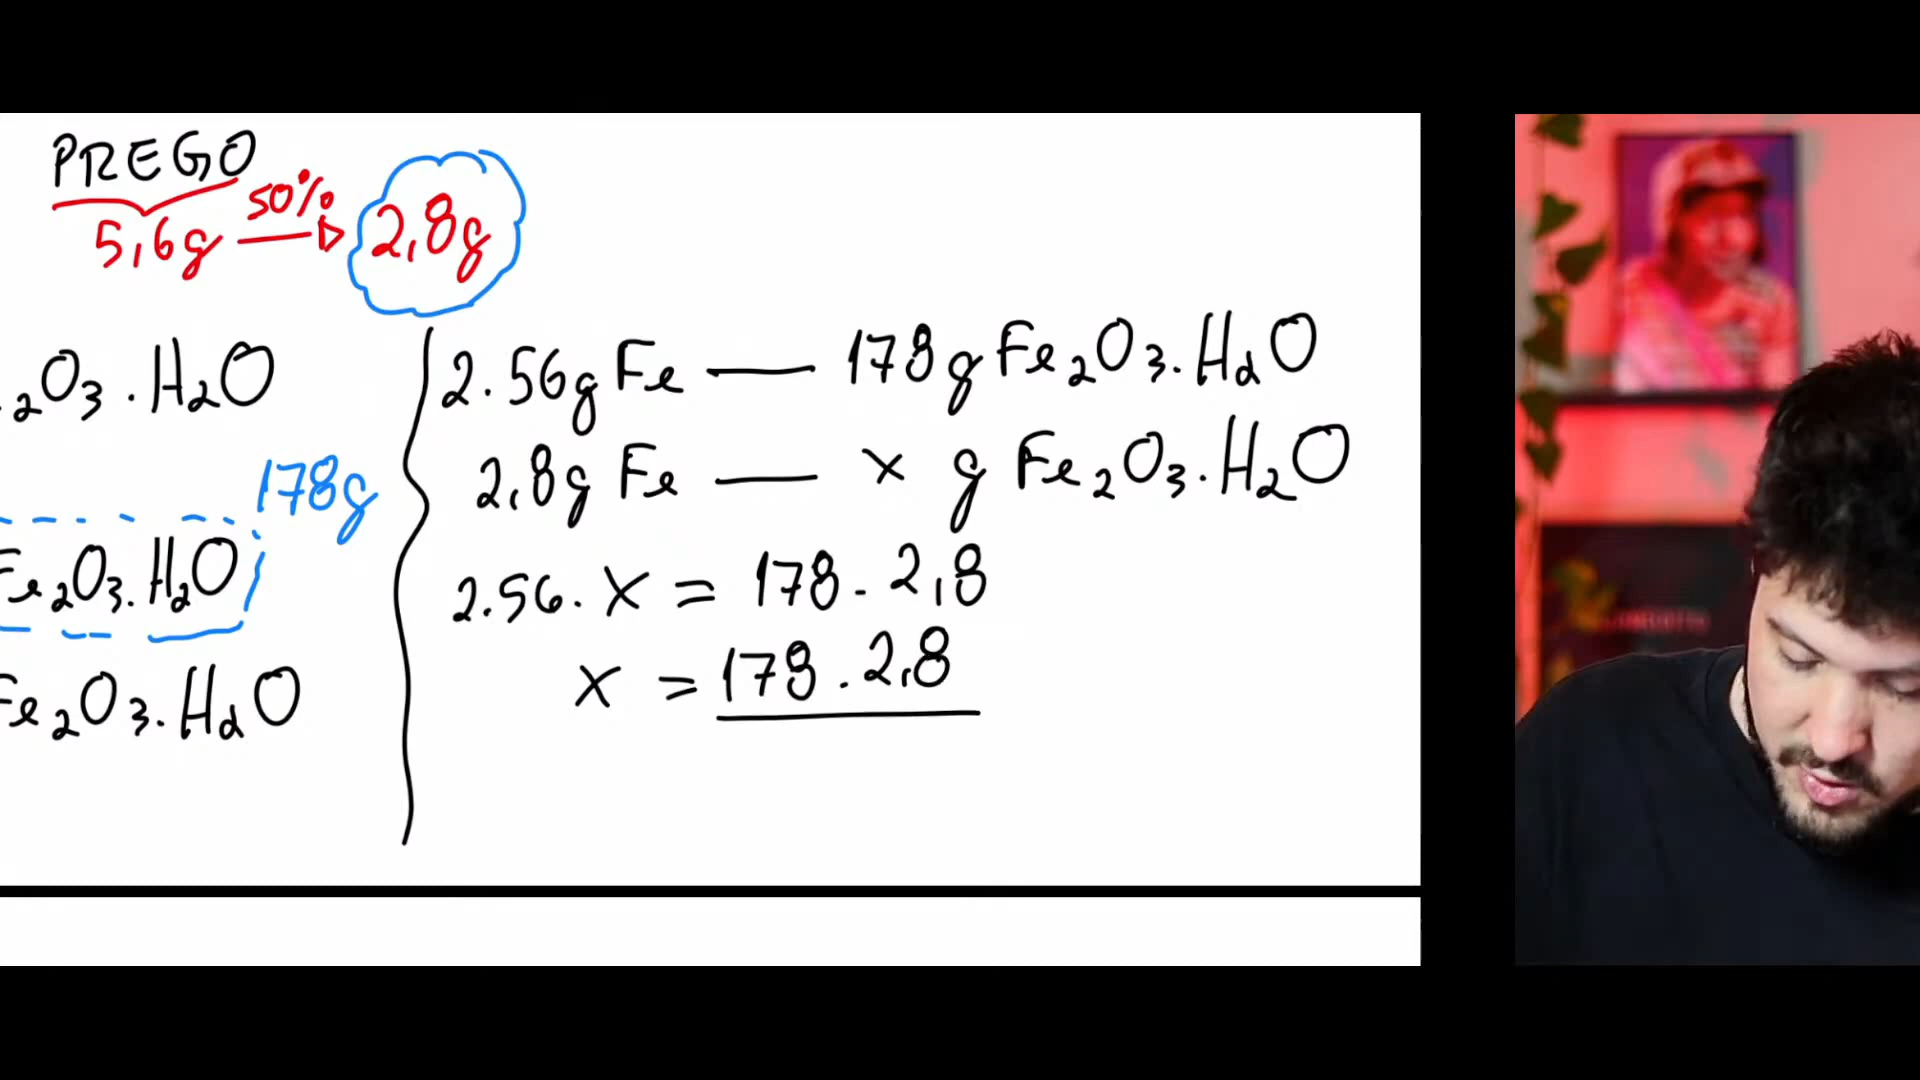 PREGO
50%
5,6g → 2,8g
2O3 . H2O
178g
Fe2O3.H2O
Fe2O3.H2O
2.56g Fe — 178g Fe2O3.H2O
2,8g Fe — x g Fe2O3.H2O
2.56.x = 178.2,8
x = 178.2,8